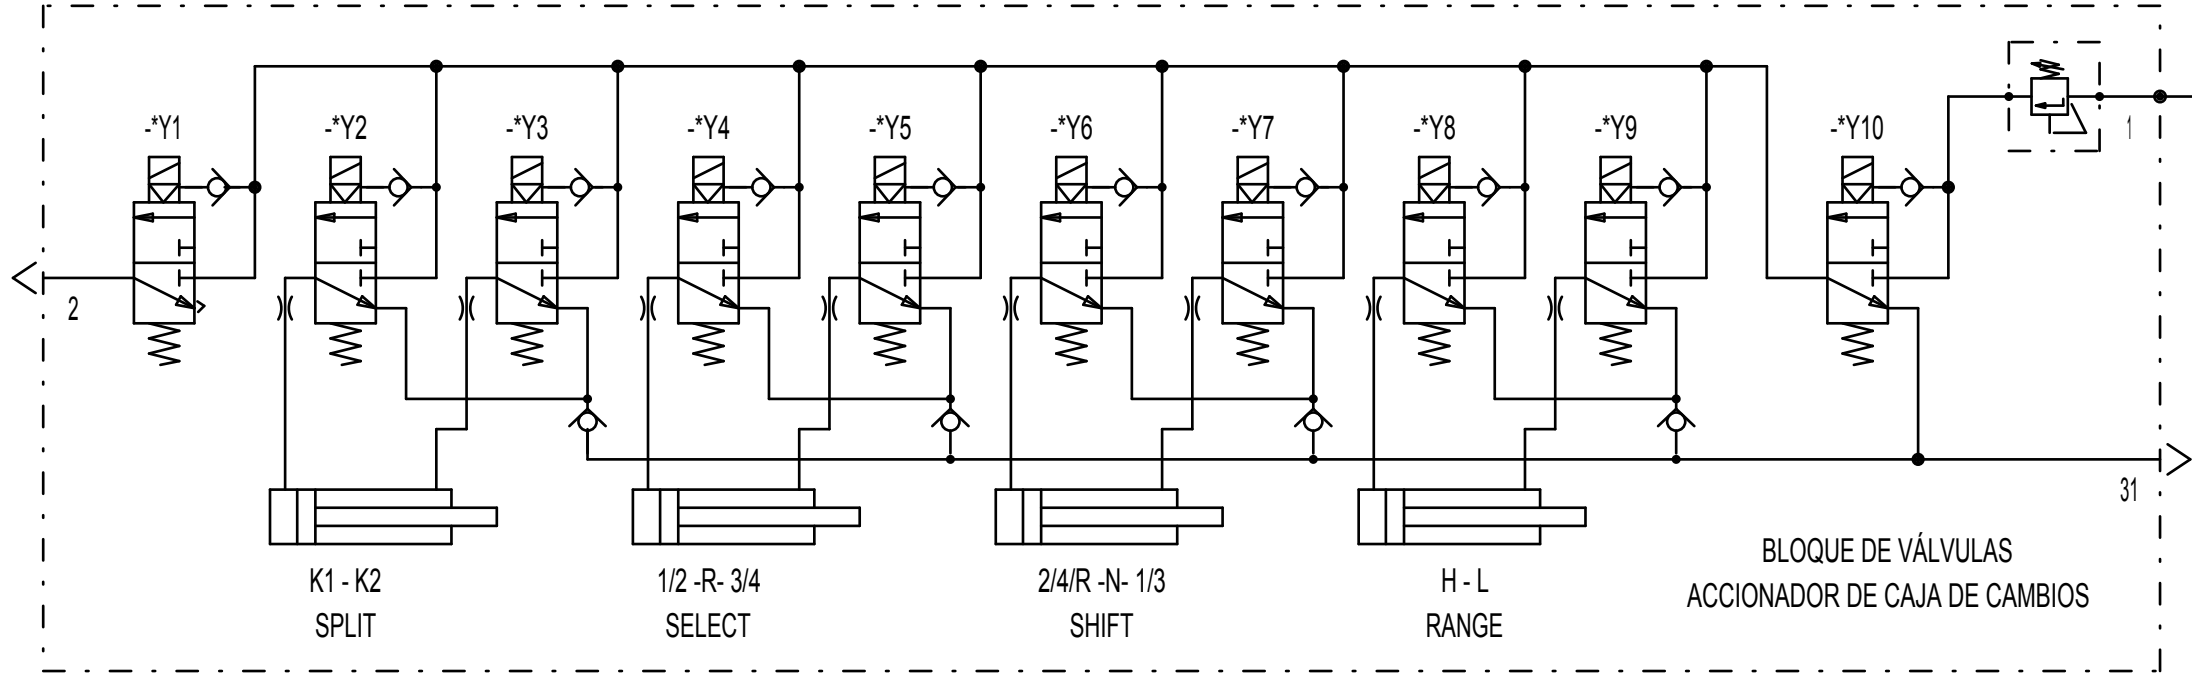 -*Y1
-*Y2
-*Y3
-*Y4
-*Y5
-*Y6
-*Y7
-*Y8
-*Y9
-*Y10
1
2
31
K1 - K2
SPLIT
1/2 -R- 3/4
SELECT
2/4/R -N- 1/3
SHIFT
H - L
RANGE
BLOQUE DE VÁLVULAS
ACCIONADOR DE CAJA DE CAMBIOS